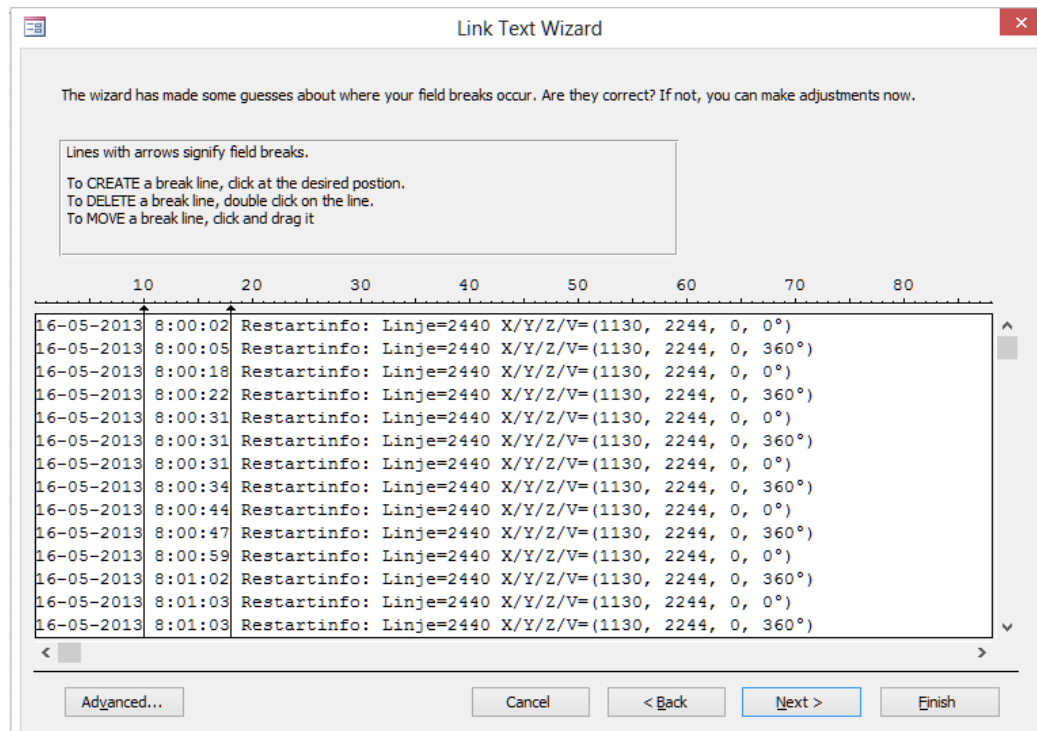 Link Text Wizard
The wizard has made some guesses about where your field breaks occur. Are they correct? If not, you can make adjustments now.
Lines with arrows signify field breaks.
To CREATE a break line, click at the desired postion.
To DELETE a break line, double click on the line.
To MOVE a break line, click and drag it
10 20 30 40 50 60 70 80
16-05-2013 8:00:02 Restartinfo: Linje=2440 X/Y/Z/V=(1130, 2244, 0, 0°)
16-05-2013 8:00:05 Restartinfo: Linje=2440 X/Y/Z/V=(1130, 2244, 0, 360°)
16-05-2013 8:00:18 Restartinfo: Linje=2440 X/Y/Z/V=(1130, 2244, 0, 0°)
16-05-2013 8:00:22 Restartinfo: Linje=2440 X/Y/Z/V=(1130, 2244, 0, 360°)
16-05-2013 8:00:31 Restartinfo: Linje=2440 X/Y/Z/V=(1130, 2244, 0, 0°)
16-05-2013 8:00:31 Restartinfo: Linje=2440 X/Y/Z/V=(1130, 2244, 0, 360°)
16-05-2013 8:00:31 Restartinfo: Linje=2440 X/Y/Z/V=(1130, 2244, 0, 0°)
16-05-2013 8:00:34 Restartinfo: Linje=2440 X/Y/Z/V=(1130, 2244, 0, 360°)
16-05-2013 8:00:44 Restartinfo: Linje=2440 X/Y/Z/V=(1130, 2244, 0, 0°)
16-05-2013 8:00:47 Restartinfo: Linje=2440 X/Y/Z/V=(1130, 2244, 0, 360°)
16-05-2013 8:00:59 Restartinfo: Linje=2440 X/Y/Z/V=(1130, 2244, 0, 0°)
16-05-2013 8:01:02 Restartinfo: Linje=2440 X/Y/Z/V=(1130, 2244, 0, 360°)
16-05-2013 8:01:03 Restartinfo: Linje=2440 X/Y/Z/V=(1130, 2244, 0, 0°)
16-05-2013 8:01:03 Restartinfo: Linje=2440 X/Y/Z/V=(1130, 2244, 0, 360°)
Advanced... Cancel < Back Next > Finish